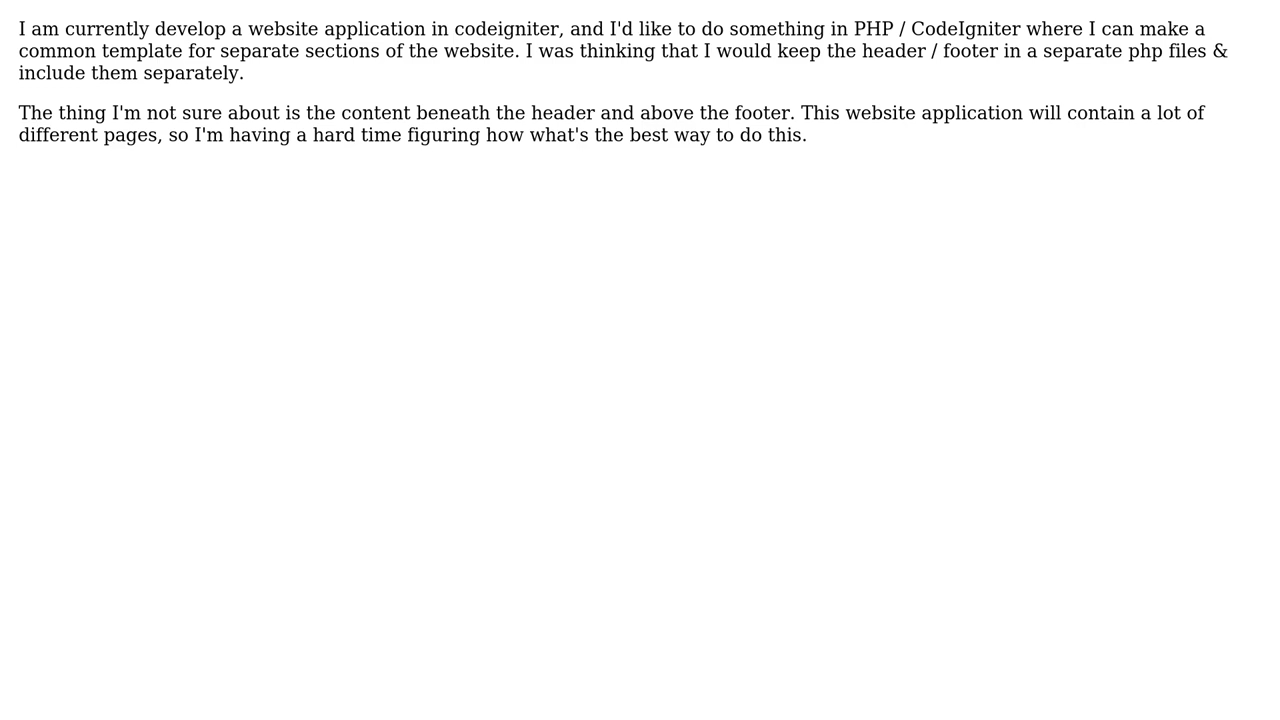 I am currently develop a website application in codeigniter, and I'd like to do something in PHP / CodeIgniter where I can make a
common template for separate sections of the website. I was thinking that I would keep the header / footer in a separate php files &
include them separately.
The thing I'm not sure about is the content beneath the header and above the footer. This website application will contain a lot of
different pages, so I'm having a hard time figuring how what's the best way to do this.